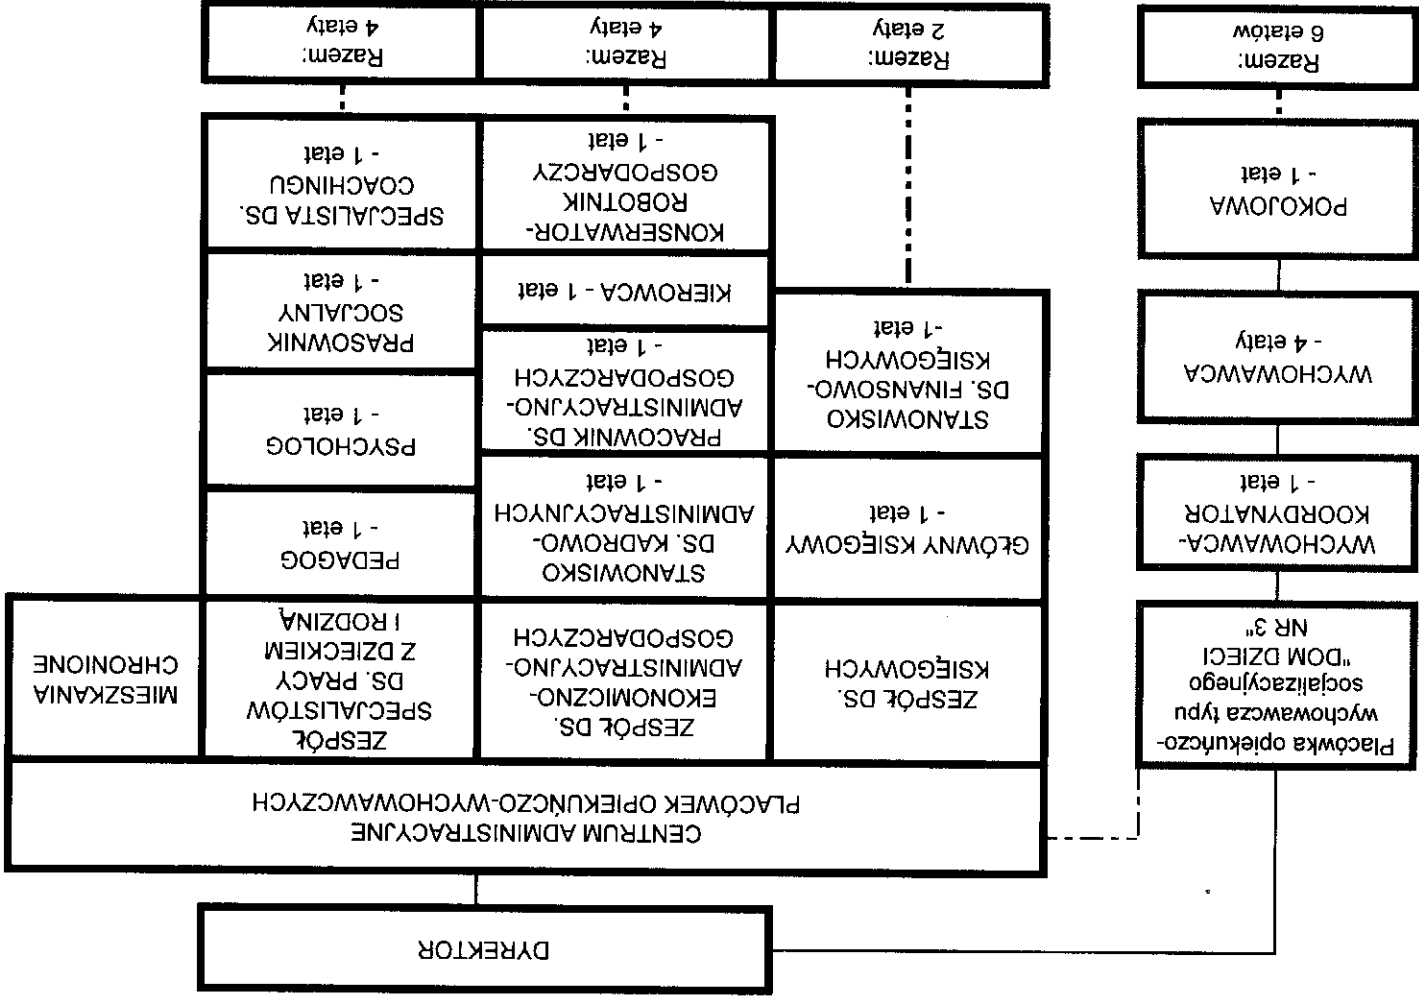 DYREKTOR
CENTRUM ADMINISTRACYJNE
PLACÓWEK OPIEKUŃCZO-WYCHOWAWCZYCH
Placówka opiekuńczo-
wychowawcza typu
socjalizacyjnego
"DOM DZIECI
NR 3"
WYCHOWAWCA-
KOORDYNATOR
- 1 etat
WYCHOWAWCA
- 4 etaty
POKOJOWA
- 1 etat
Razem:
6 etatów
ZESPÓŁ DS.
KSIĘGOWYCH
GŁÓWNY KSIĘGOWY
- 1 etat
STANOWISKO
DS. FINANSOWO-
KSIĘGOWYCH
-1 etat
Razem:
2 etaty
ZESPÓŁ DS.
EKONOMICZNO-
ADMINISTRACYJNO-
GOSPODARCZYCH
STANOWISKO
DS. KADROWO-
ADMINISTRACYJNYCH
- 1 etat
PRACOWNIK DS.
ADMINISTRACYJNO-
GOSPODARCZYCH
- 1 etat
KIEROWCA - 1 etat
KONSERWATOR-
ROBOTNIK
GOSPODARCZY
- 1 etat
Razem:
4 etaty
ZESPÓŁ
SPECJALISTÓW
DS. PRACY
Z DZIECKIEM
I RODZINĄ
PEDAGOG
- 1 etat
PSYCHOLOG
- 1 etat
PRASOWNIK
SOCJALNY
- 1 etat
SPECJALISTA DS.
COACHINGU
- 1 etat
Razem:
4 etaty
MIESZKANIA
CHRONIONE